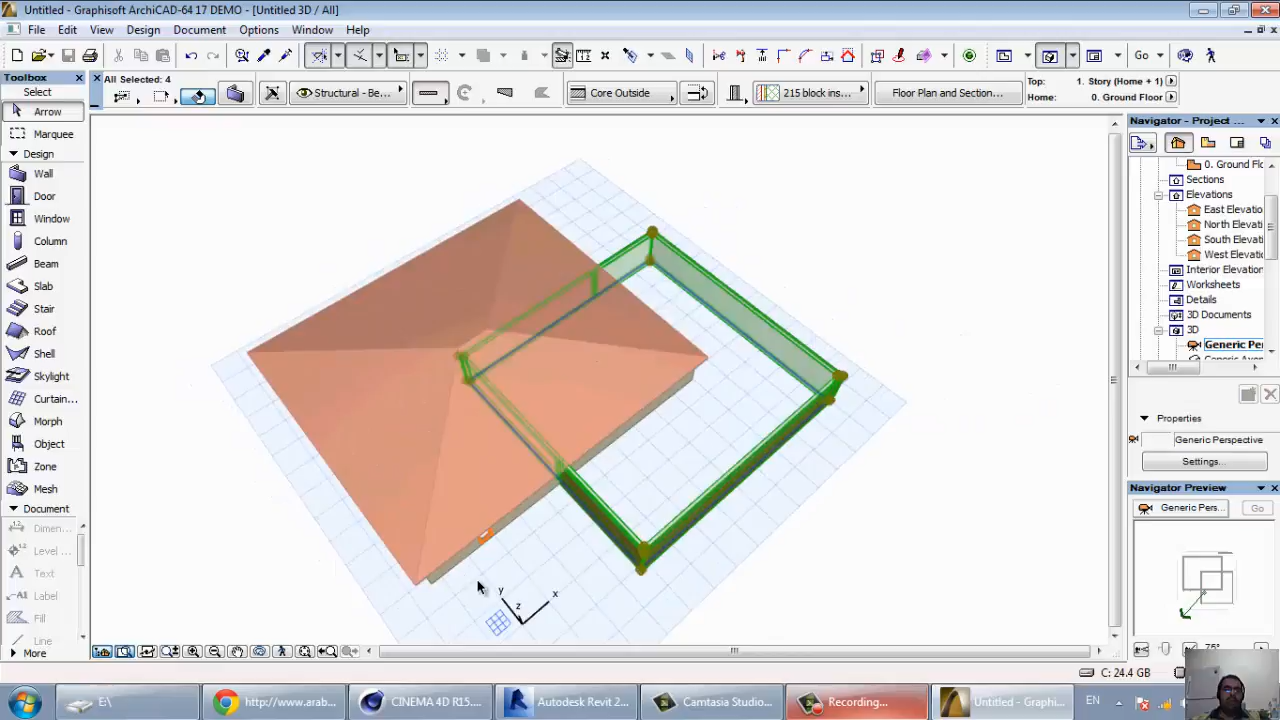 Untitled - Graphisoft ArchiCAD-64 17 DEMO - [Untitled 3D / All]
File Edit View Design Document Options Window Help
Go
Toolbox
Select
Arrow
Marquee
Design
Wall
Door
Window
Column
Beam
Slab
Stair
Roof
Shell
Skylight
Curtain...
Morph
Object
Zone
Mesh
Document
Dimen...
Level ...
Text
Label
Fill
Line
More
All Selected: 4
Structural - Be...
Core Outside
215 block ins...
Floor Plan and Section...
Top: 1. Story (Home + 1)
Home: 0. Ground Floor
y
x
z
Navigator - Project ...
0. Ground Flo
Sections
Elevations
East Elevatio
North Elevati
South Elevati
West Elevatio
Interior Elevation
Worksheets
Details
3D Documents
3D
Generic Per
Properties
Generic Perspective
Settings...
Navigator Preview
Generic Pers...
Go
75°
C: 24.4 GB
E:\
http://www.arab...
CINEMA 4D R15....
Autodesk Revit 2...
Camtasia Studio...
Recording...
Untitled - Graphi...
EN